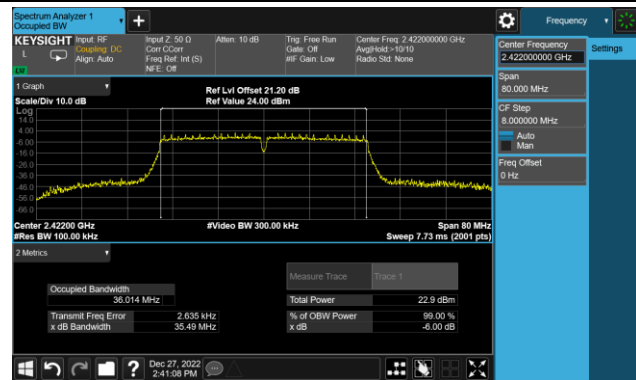 Spectrum Analyzer 1
Occupied BW
Frequency
KEYSIGHT
L
LW
Input: RF
Coupling: DC
Align: Auto
Input Z: 50 Ω
Corr CCorr
Freq Ref: Int (S)
NFE: Off
Atten: 10 dB
Trig: Free Run
Gate: Off
#IF Gain: Low
Center Freq: 2.422000000 GHz
Avg|Hold:>10/10
Radio Std: None
Center Frequency
2.422000000 GHz
Settings
Span
80.000 MHz
CF Step
8.000000 MHz
Auto
Man
Freq Offset
0 Hz
1 Graph
Scale/Div 10.0 dB
Ref Lvl Offset 21.20 dB
Ref Value 24.00 dBm
Log
14.0
4.00
-6.00
-16.0
-26.0
-36.0
-46.0
-56.0
-66.0
Center 2.42200 GHz
#Res BW 100.00 kHz
#Video BW 300.00 kHz
Span 80 MHz
Sweep 7.73 ms (2001 pts)
2 Metrics
Measure Trace
Trace 1
Occupied Bandwidth
36.014 MHz
Total Power
22.9 dBm
Transmit Freq Error
2.635 kHz
% of OBW Power
99.00 %
x dB Bandwidth
35.49 MHz
x dB
-6.00 dB
Dec 27, 2022
2:41:08 PM